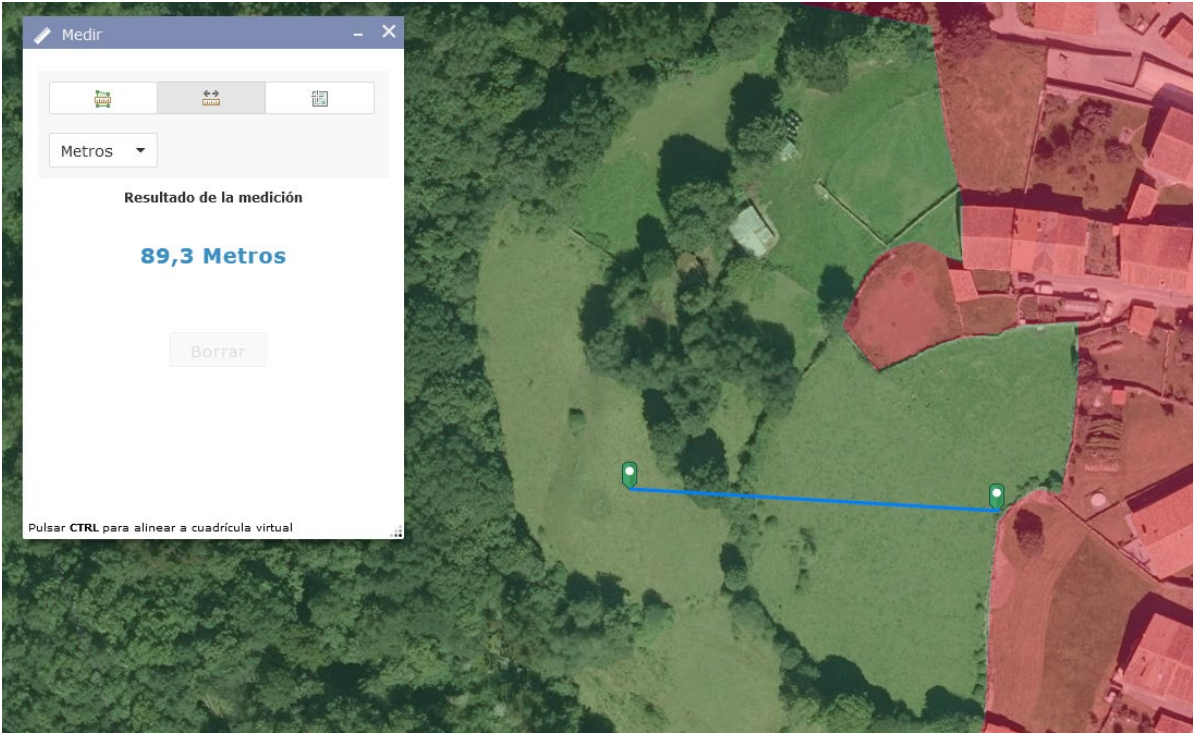 Medir
Metros
Resultado de la medición
89,3 Metros
Borrar
Pulsar CTRL para alinear a cuadrícula virtual